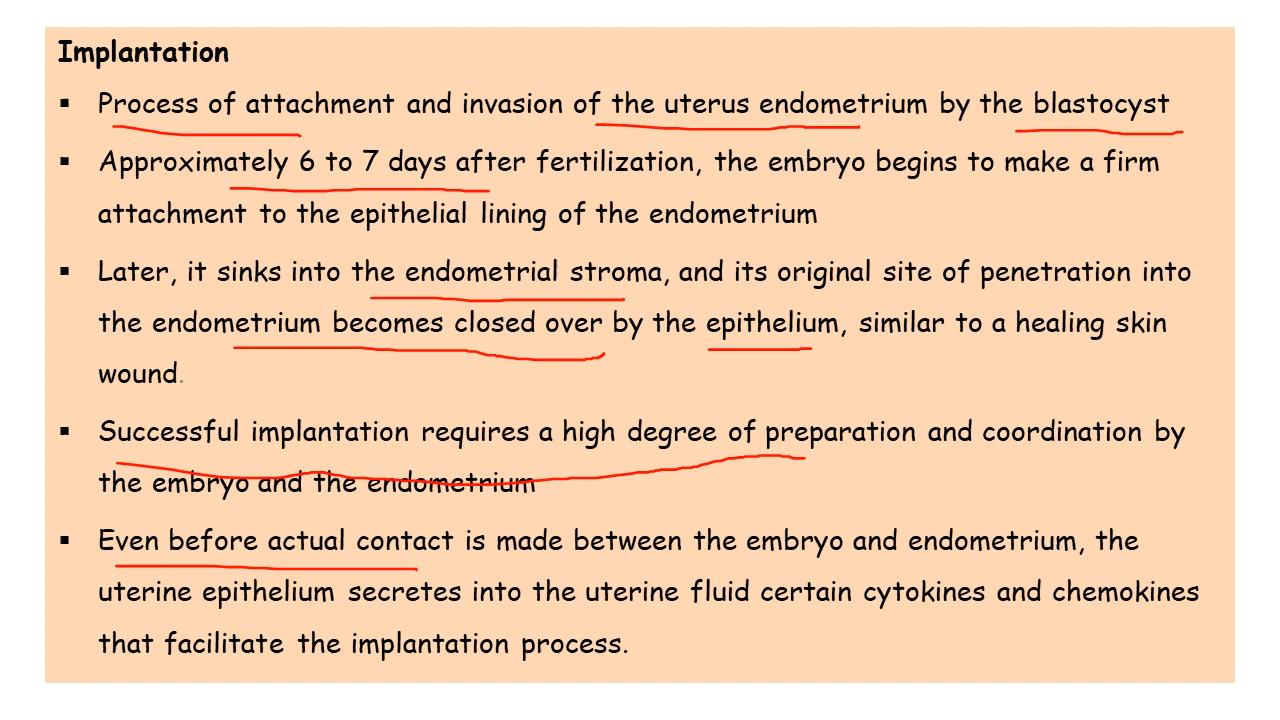 Implantation
▪ Process of attachment and invasion of the uterus endometrium by the blastocyst
▪ Approximately 6 to 7 days after fertilization, the embryo begins to make a firm
attachment to the epithelial lining of the endometrium
▪ Later, it sinks into the endometrial stroma, and its original site of penetration into
the endometrium becomes closed over by the epithelium, similar to a healing skin
wound.
▪ Successful implantation requires a high degree of preparation and coordination by
the embryo and the endometrium
▪ Even before actual contact is made between the embryo and endometrium, the
uterine epithelium secretes into the uterine fluid certain cytokines and chemokines
that facilitate the implantation process.